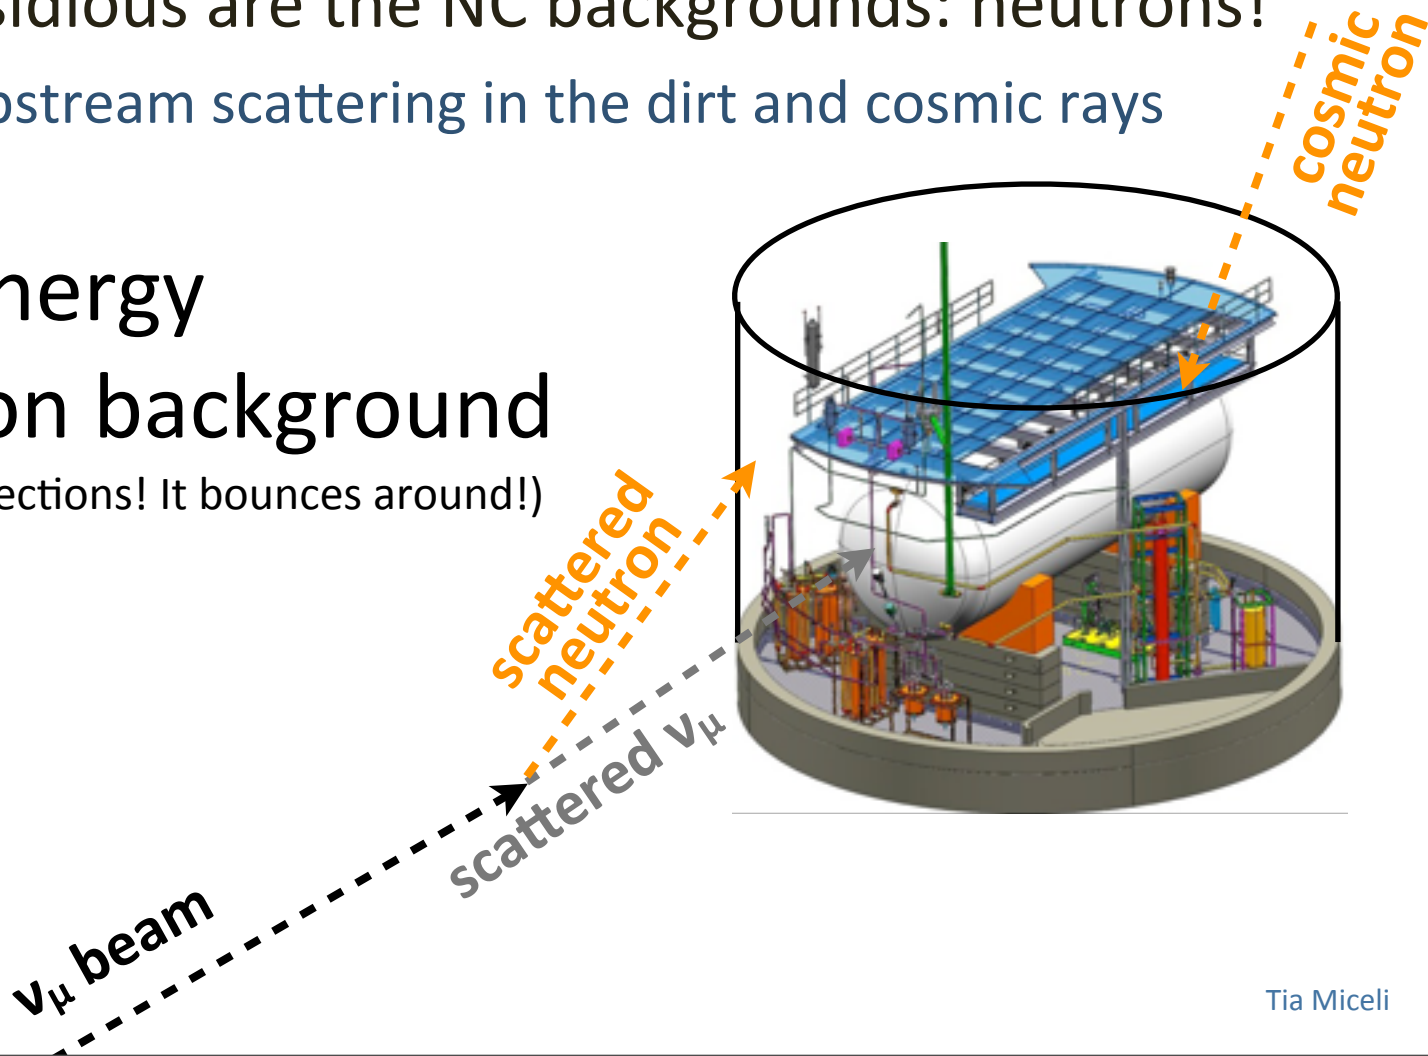 sidious are the NC backgrounds: neutrons!
pstream scattering in the dirt and cosmic rays
cosmic
neutron
nergy
on background
ections! It bounces around!)
scattered
neutron
scattered νμ
νμ beam
Tia Miceli